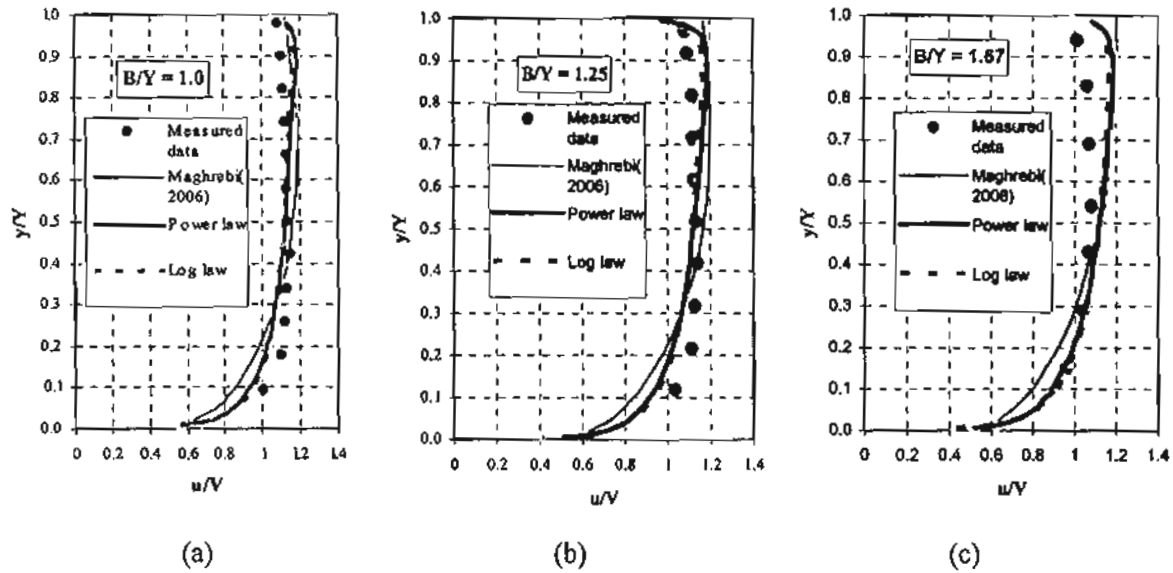 1.0
0.9
0.8
0.7
0.6
0.5
0.4
0.3
0.2
0.1
0.0
y/Y
B/Y = 1.0
Measured
data
Maghrebi(
2006)
Power law
Log law
0 0.2 0.4 0.6 0.8 1 1.2 1.4
u/V
(a)
1.0
0.9
0.8
0.7
0.6
0.5
0.4
0.3
0.2
0.1
0.0
y/Y
B/Y = 1.25
Measured
data
Maghrebi(
2006)
Power law
Log law
0 0.2 0.4 0.6 0.8 1 1.2 1.4
u/V
(b)
1.0
0.9
0.8
0.7
0.6
0.5
0.4
0.3
0.2
0.1
0.0
y/Y
B/Y = 1.67
Measured
data
Maghrebi(
2006)
Power law
Log law
0 0.2 0.4 0.6 0.8 1 1.2 1.4
u/V
(c)